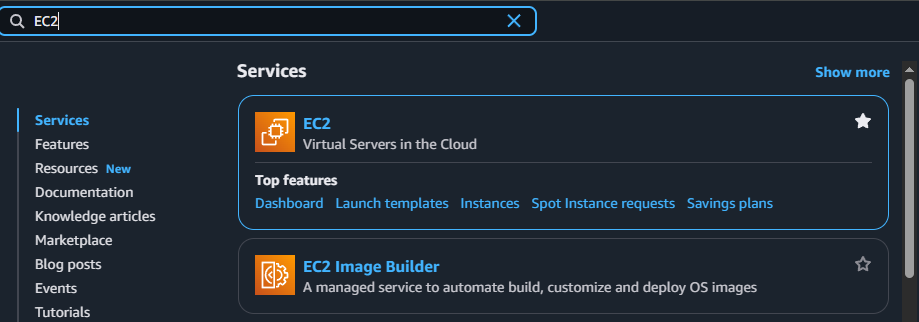 EC2
Services
Show more
Services
Features
Resources New
Documentation
Knowledge articles
Marketplace
Blog posts
Events
Tutorials
EC2
Virtual Servers in the Cloud
Top features
Dashboard Launch templates Instances Spot Instance requests Savings plans
EC2 Image Builder
A managed service to automate build, customize and deploy OS images